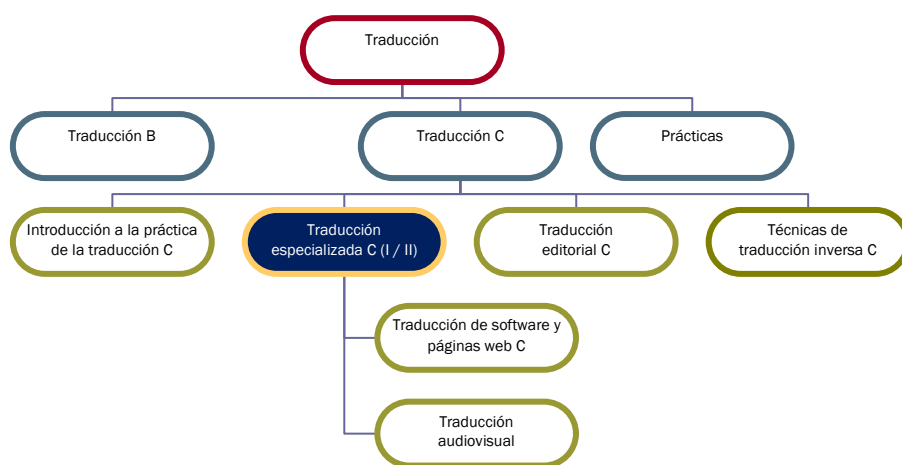 Traducción
Traducción B
Traducción C
Prácticas
Introducción a la práctica
de la traducción C
Traducción
especializada C (I / II)
Traducción
editorial C
Técnicas de
traducción inversa C
Traducción de software y
páginas web C
Traducción
audiovisual